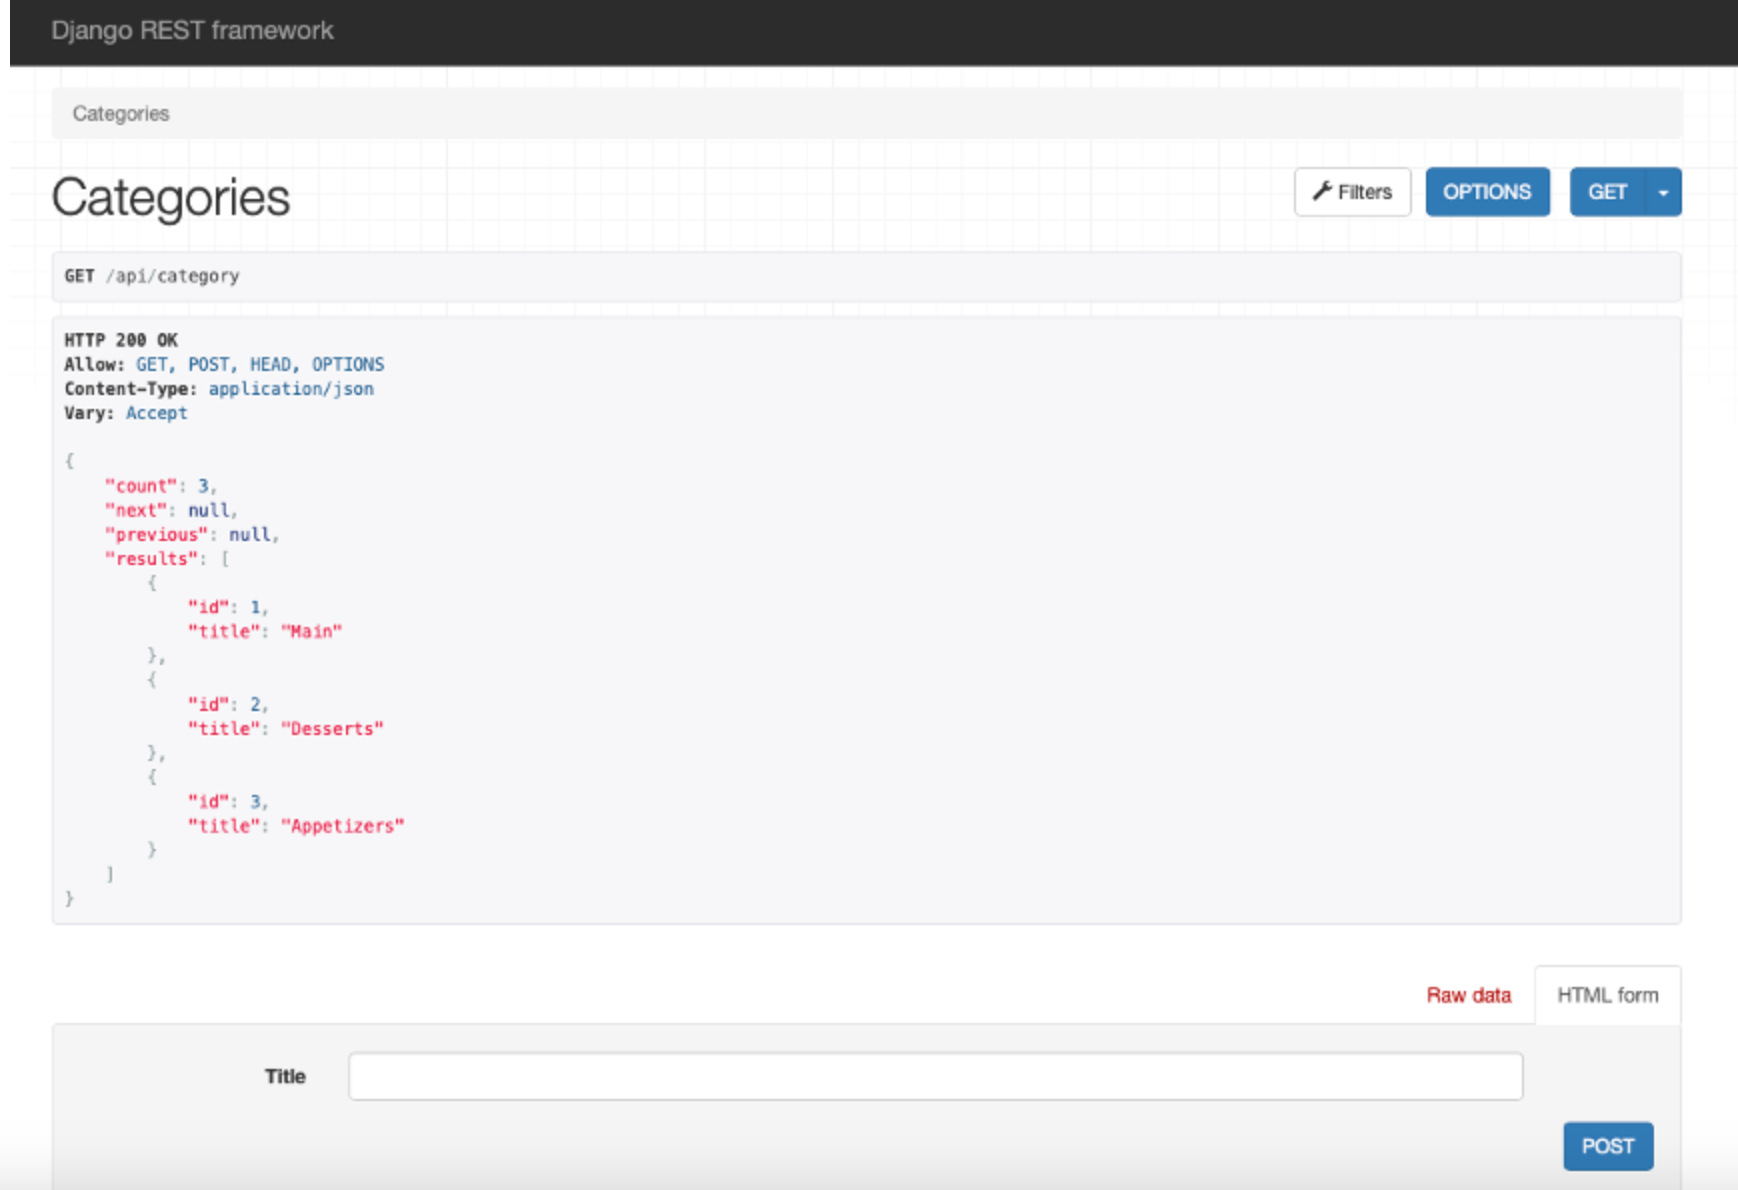 Django REST framework
Categories
Categories
Filters
OPTIONS
GET
GET /api/category
HTTP 200 OK
Allow: GET, POST, HEAD, OPTIONS
Content-Type: application/json
Vary: Accept
{
    "count": 3,
    "next": null,
    "previous": null,
    "results": [
        {
            "id": 1,
            "title": "Main"
        },
        {
            "id": 2,
            "title": "Desserts"
        },
        {
            "id": 3,
            "title": "Appetizers"
        }
    ]
}
Raw data
HTML form
Title
POST